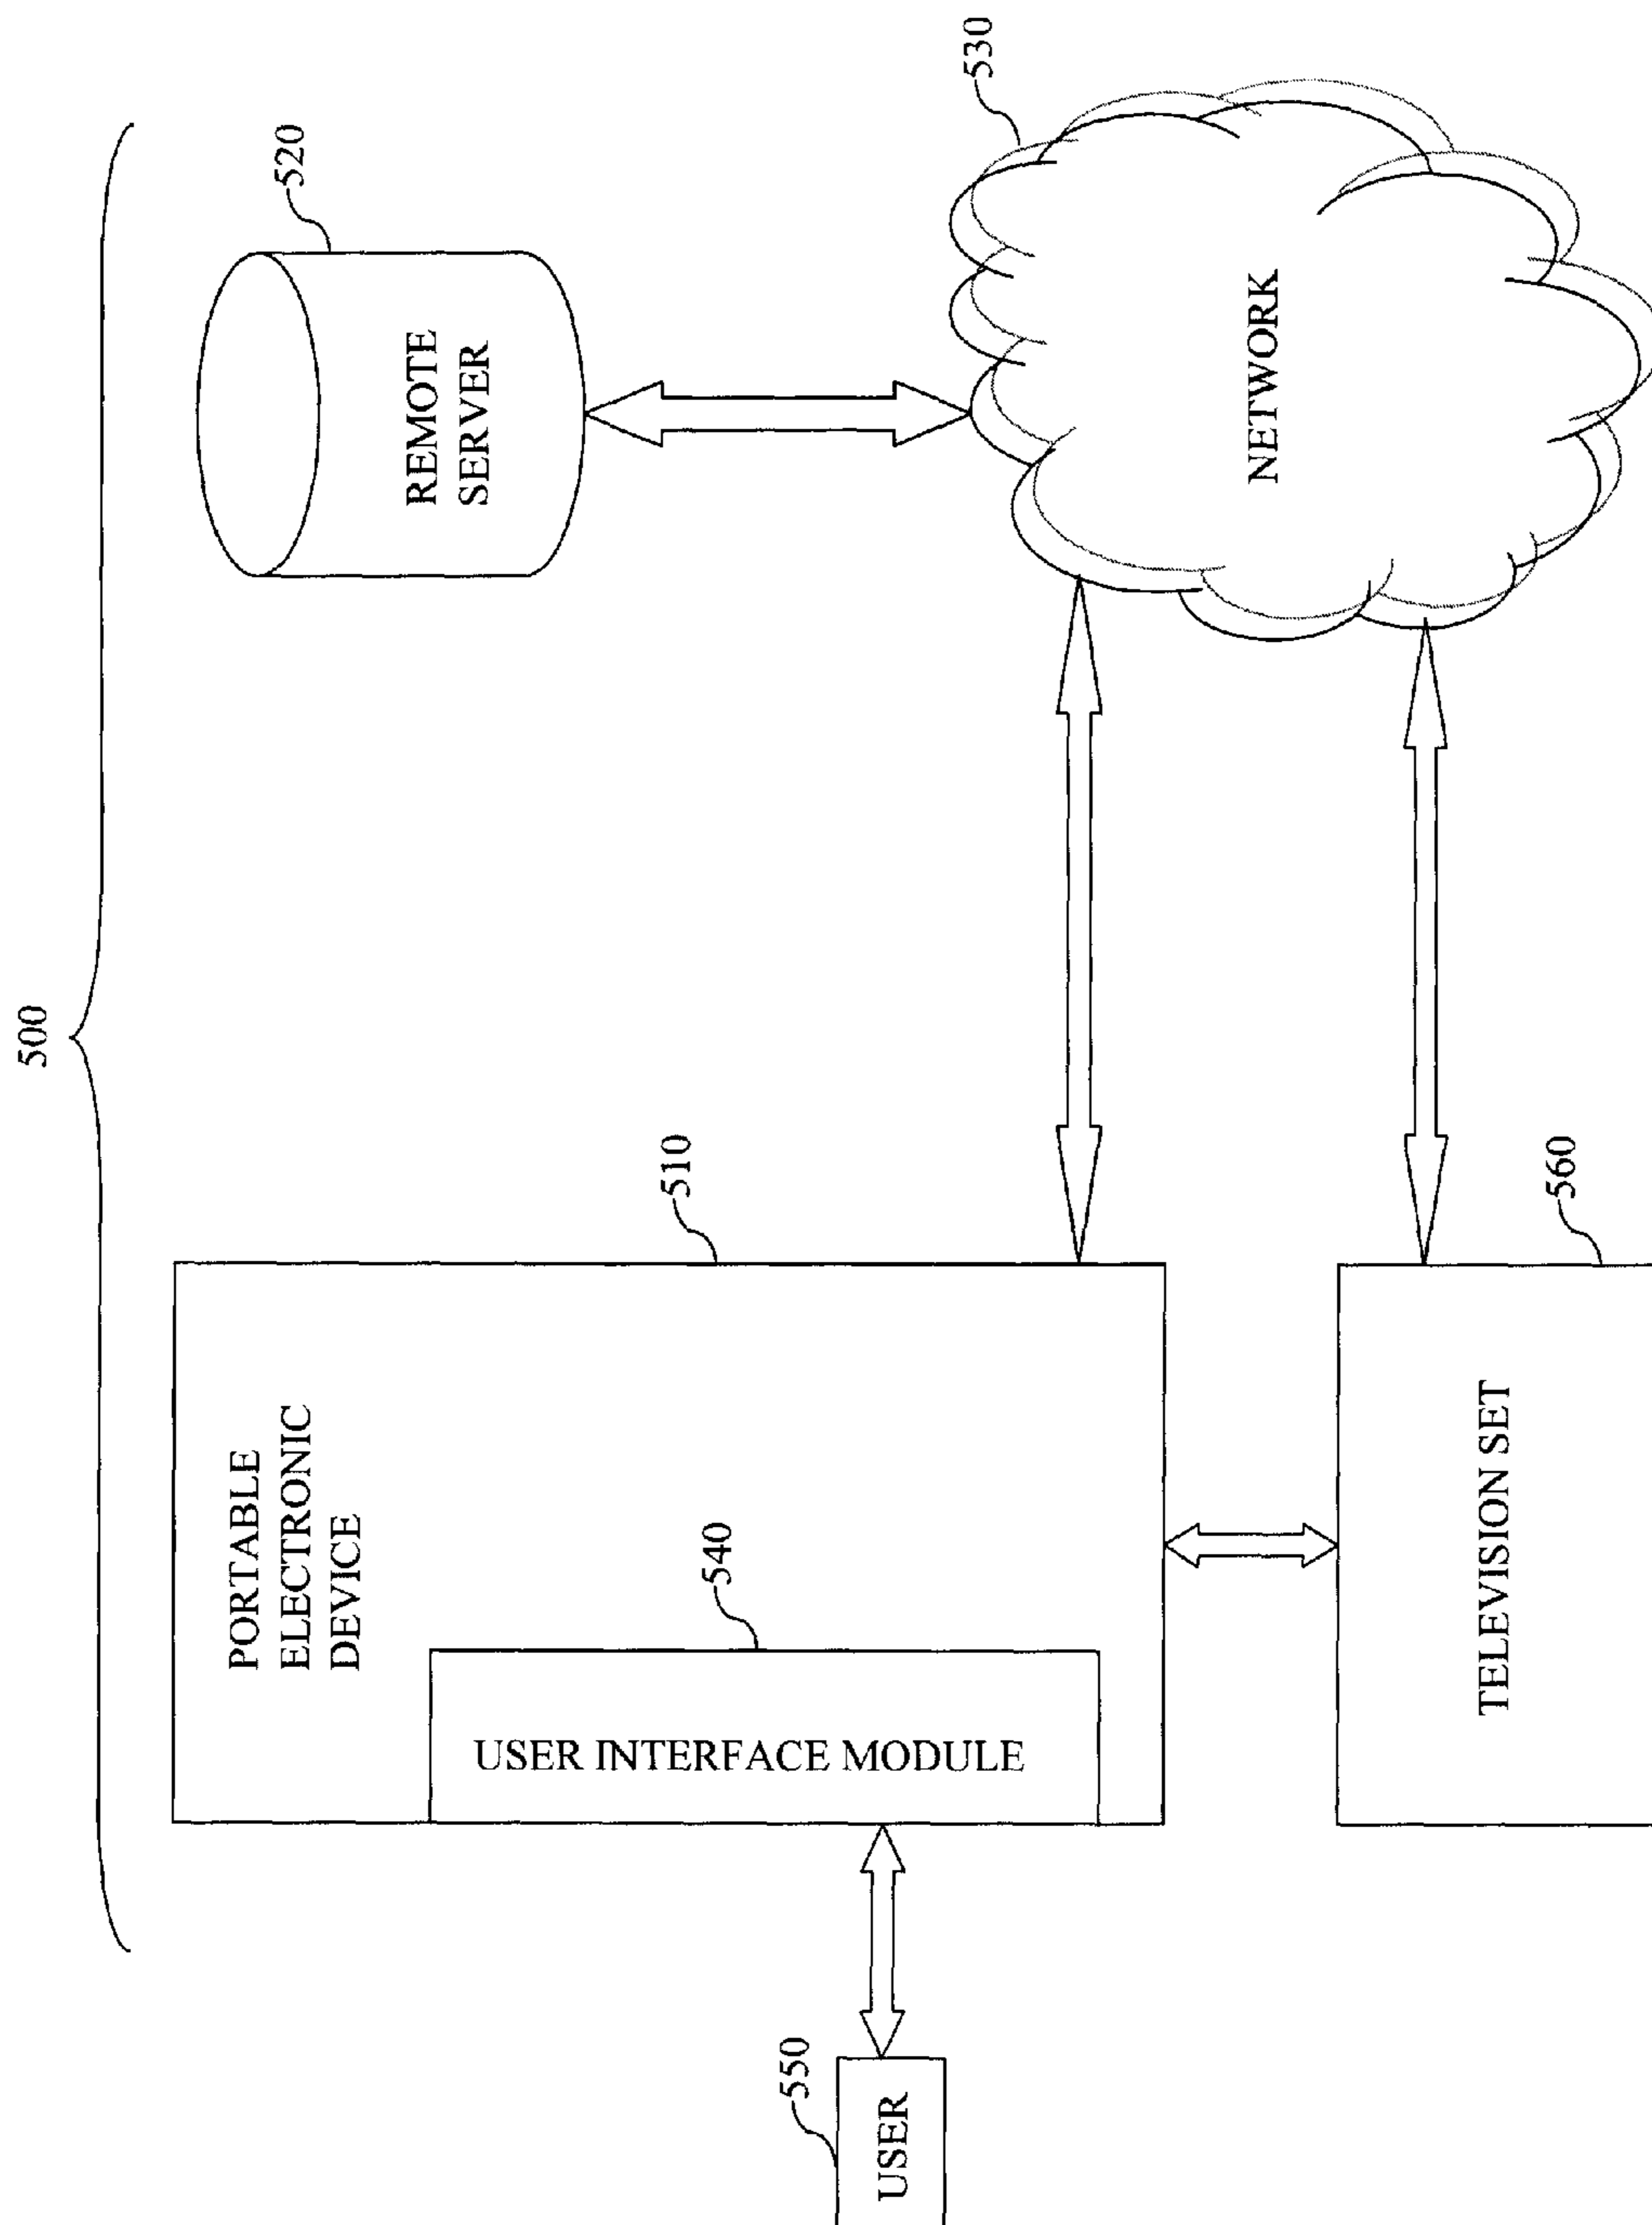 500
520
REMOTE
SERVER
530
NETWORK
510
PORTABLE
ELECTRONIC
DEVICE
540
USER INTERFACE MODULE
550
USER
560
TELEVISION SET